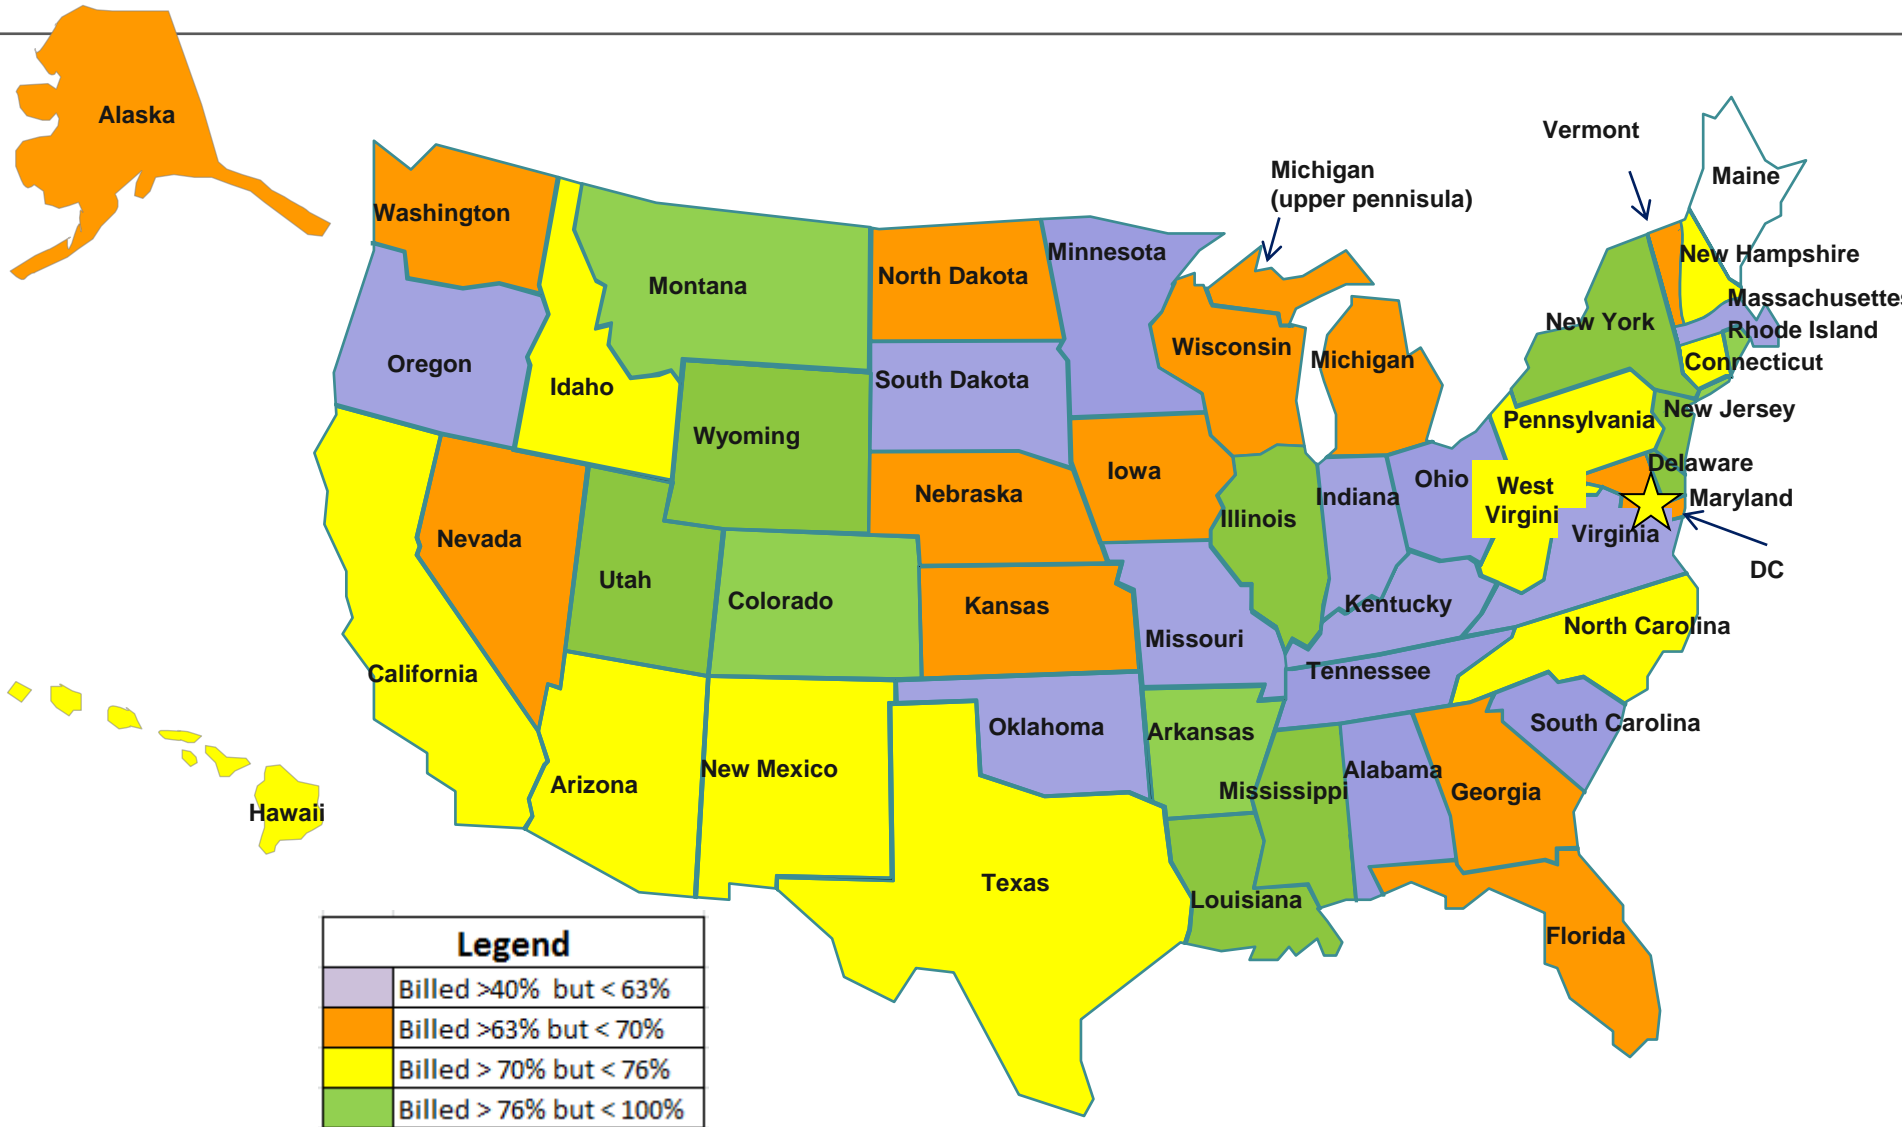 Alaska
Vermont
Michigan
(upper pennisula)
Maine
Washington
Minnesota
New Hampshire
North Dakota
Montana
Massachusettes
New York
Rhode Island
Wisconsin
Michigan
Connecticut
Oregon
South Dakota
Idaho
New Jersey
Pennsylvania
Wyoming
Delaware
Iowa
Ohio
West
Virgini
Nebraska
Indiana
Maryland
Illinois
Nevada
Virginia
DC
Utah
Colorado
Kansas
Kentucky
North Carolina
Missouri
California
Tennessee
South Carolina
Oklahoma
Arkansas
New Mexico
Alabama
Arizona
Mississippi
Georgia
Hawaii
Texas
Louisiana
Florida
Legend
Billed >40% but < 63%
Billed >63% but < 70%
Billed > 70% but < 76%
Billed > 76% but < 100%